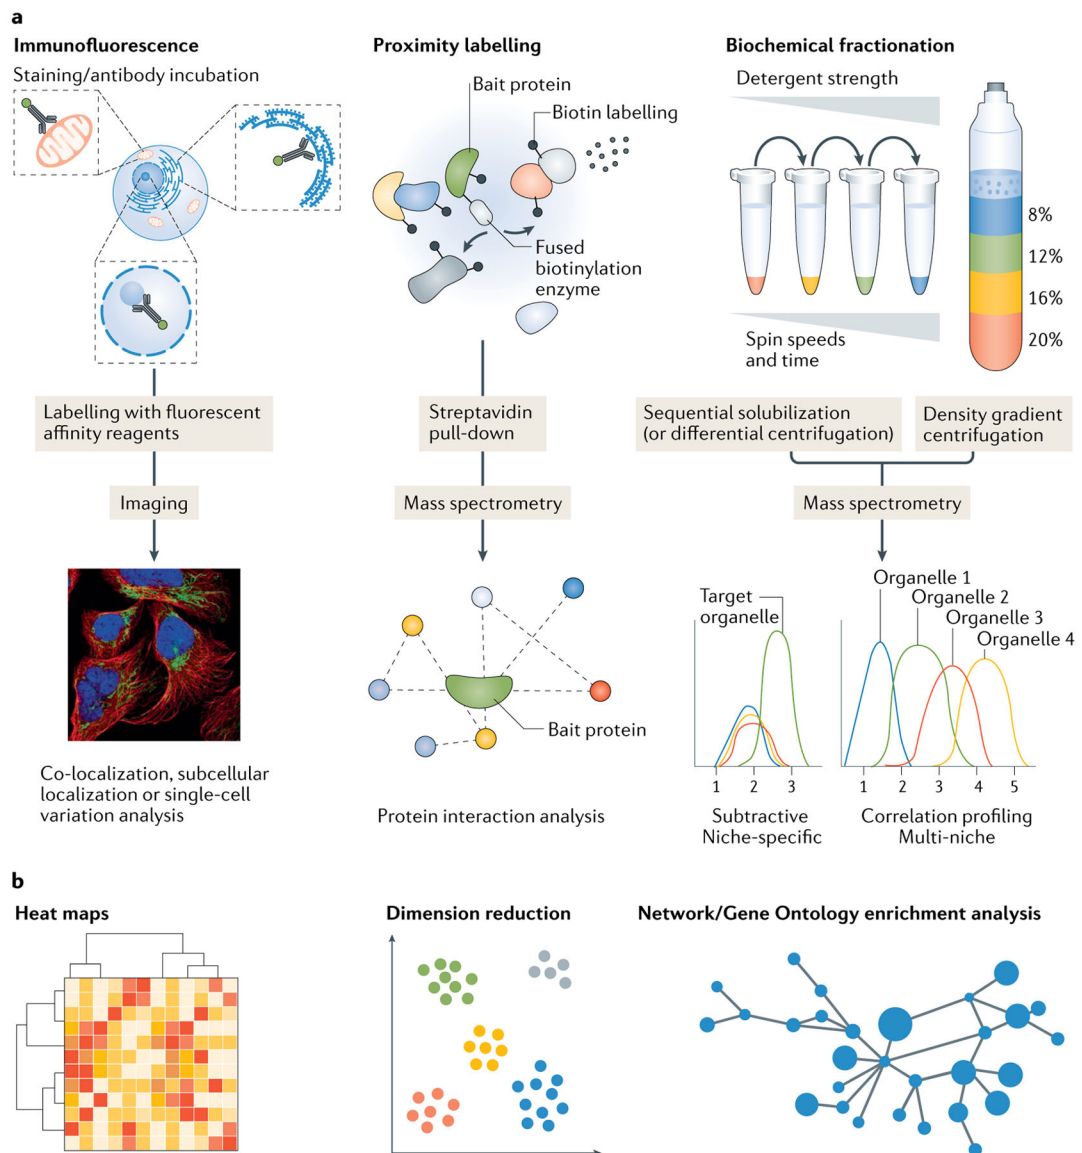 a
Immunofluorescence
Staining/antibody incubation
Labelling with fluorescent
affinity reagents
Imaging
Co-localization, subcellular
localization or single-cell
variation analysis
Proximity labelling
Bait protein
Biotin labelling
Fused
biotinylation
enzyme
Streptavidin
pull-down
Mass spectrometry
Bait protein
Protein interaction analysis
Biochemical fractionation
Detergent strength
8%
12%
16%
20%
Spin speeds
and time
Sequential solubilization
(or differential centrifugation)
Density gradient
centrifugation
Mass spectrometry
Target
organelle
1 2 3
Subtractive
Niche-specific
Organelle 1
Organelle 2
Organelle 3
Organelle 4
1 2 3 4 5
Correlation profiling
Multi-niche
b
Heat maps
Dimension reduction
Network/Gene Ontology enrichment analysis